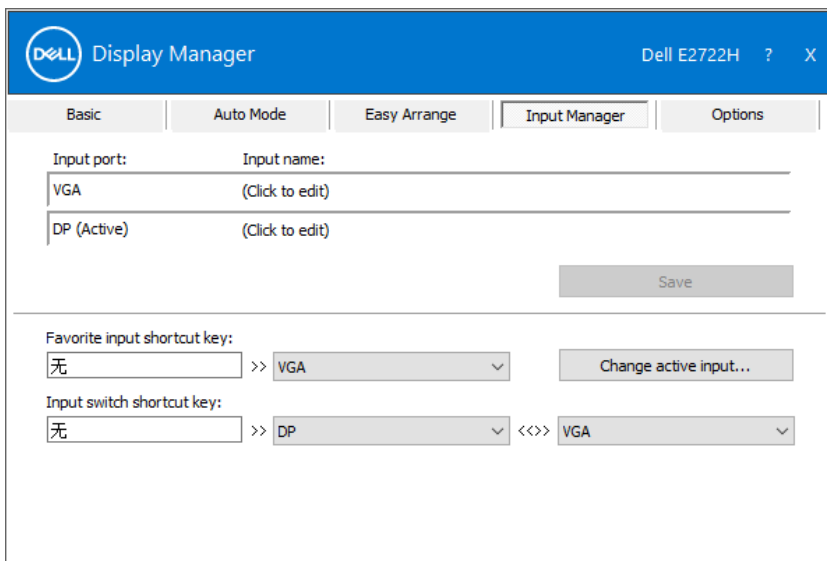 DELL Display Manager Dell E2722H ? X
Basic Auto Mode Easy Arrange Input Manager Options
Input port: Input name:
VGA (Click to edit)
DP (Active) (Click to edit)
Save
Favorite input shortcut key:
无 >> VGA Change active input...
Input switch shortcut key:
无 >> DP <<>> VGA